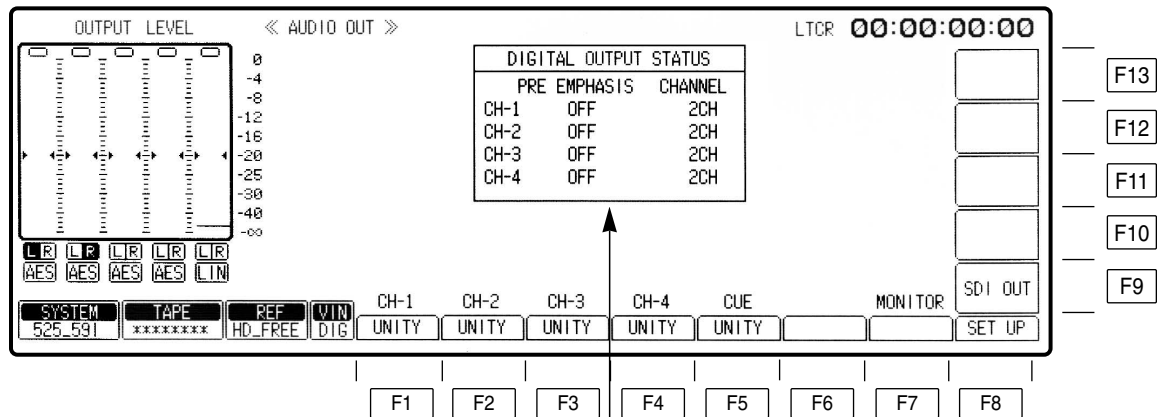 OUTPUT LEVEL
≪ AUDIO OUT ≫
LTCR 00:00:00:00
0
-4
-8
-12
-16
-20
-25
-30
-40
-∞
DIGITAL OUTPUT STATUS
PRE EMPHASIS CHANNEL
CH-1 OFF 2CH
CH-2 OFF 2CH
CH-3 OFF 2CH
CH-4 OFF 2CH
F13
F12
F11
F10
F9
L R L R L R L R L R
AES AES AES AES LIN
SDI OUT
CH-1 CH-2 CH-3 CH-4 CUE MONITOR
SYSTEM TAPE REF VIN
525_59I ******** HD_FREE DIG
UNITY UNITY UNITY UNITY UNITY SET UP
F1 F2 F3 F4 F5 F6 F7 F8